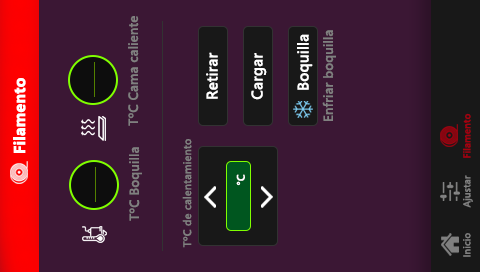 Filamento
T°C Boquilla
T°C Cama caliente
T°C de calentamiento
°C
Retirar
Cargar
Boquilla
Enfriar boquilla
Inicio
Ajustar
Filamento